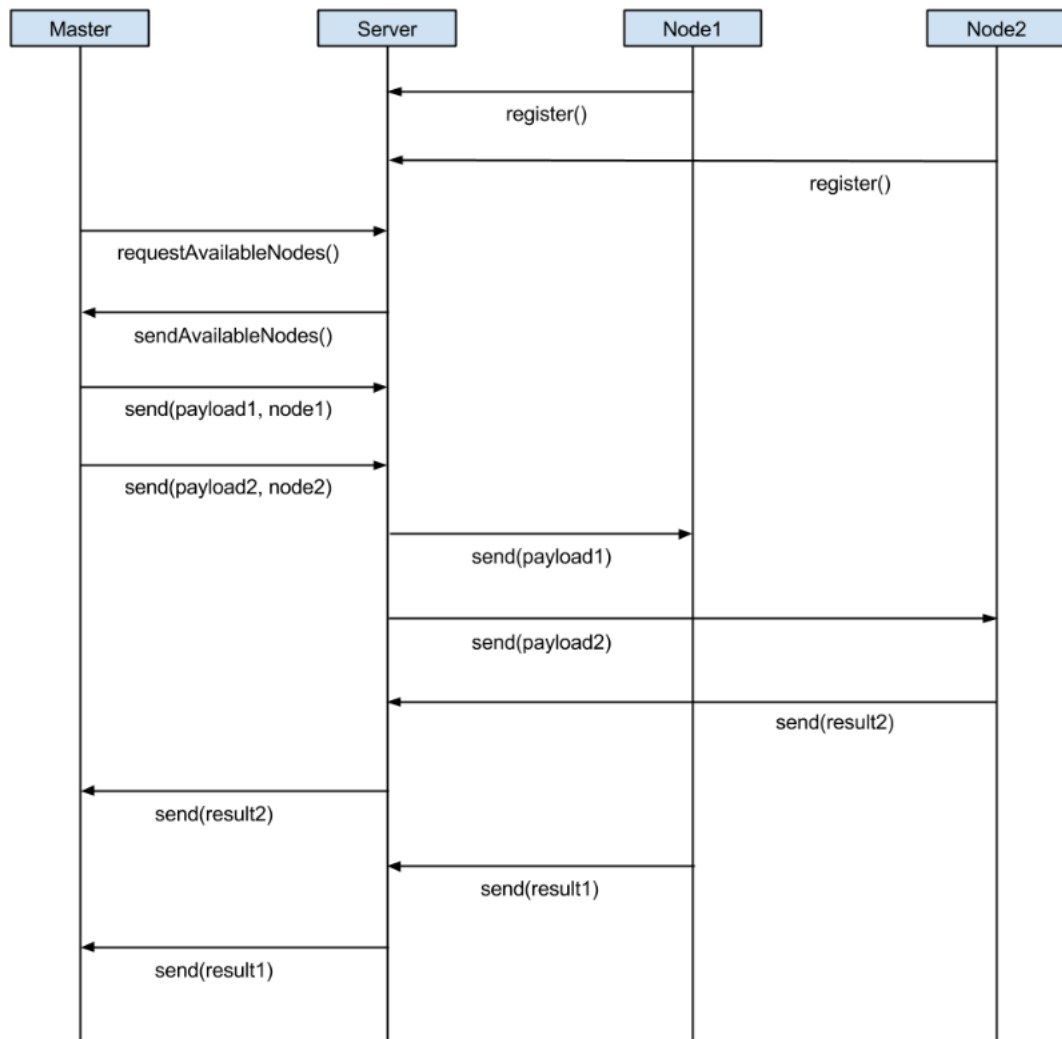 Master
Server
Node1
Node2
register()
register()
requestAvailableNodes()
sendAvailableNodes()
send(payload1, node1)
send(payload2, node2)
send(payload1)
send(payload2)
send(result2)
send(result2)
send(result1)
send(result1)